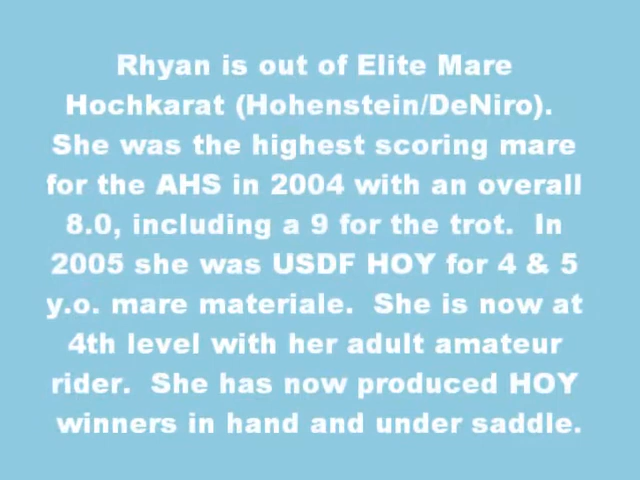 Rhyan is out of Elite Mare
Hochkarat (Hohenstein/DeNiro).
She was the highest scoring mare
for the AHS in 2004 with an overall
8.0, including a 9 for the trot. In
2005 she was USDF HOY for 4 & 5
y.o. mare materiale. She is now at
4th level with her adult amateur
rider. She has now produced HOY
winners in hand and under saddle.